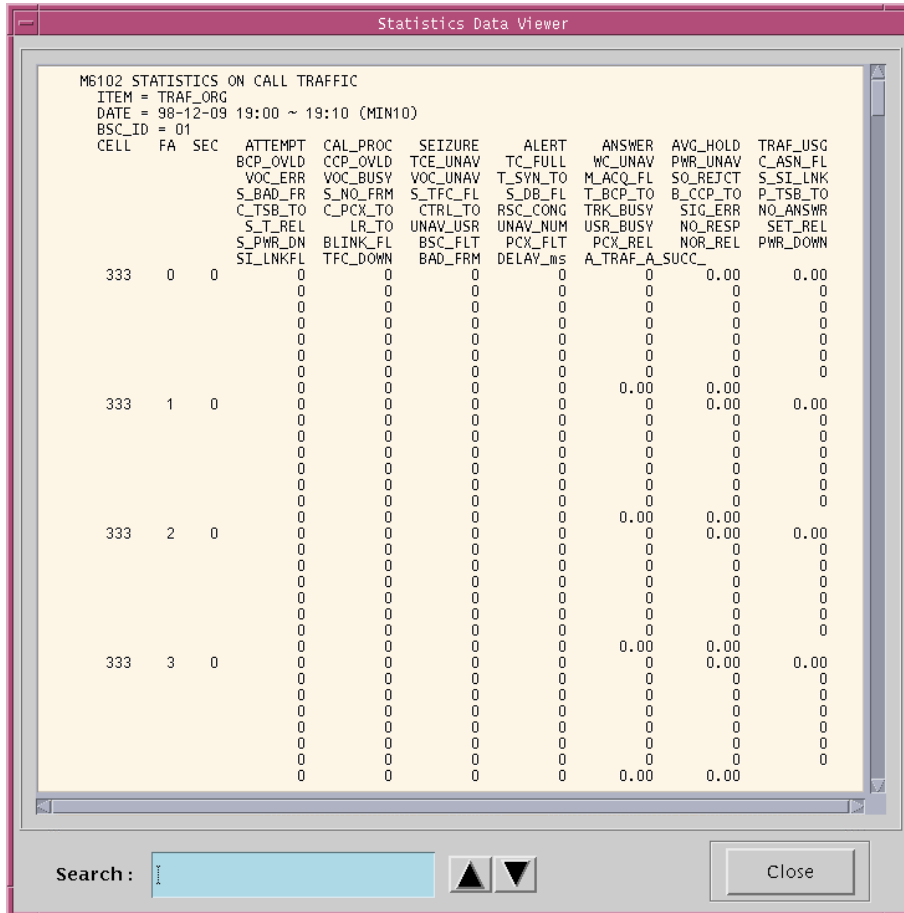 Statistics Data Viewer
M6102 STATISTICS ON CALL TRAFFIC
ITEM = TRAF_ORG
DATE = 98-12-09 19:00 ~ 19:10 (MIN10)
BSC_ID = 01
CELL FA SEC ATTEMPT CAL_PROC SEIZURE ALERT ANSWER AVG_HOLD TRAF_USG
BCP_OVLD CCP_OVLD TCE_UNAV TC_FULL WC_UNAV PWR_UNAV C_ASN_FL
VOC_ERR VOC_BUSY VOC_UNAV T_SYN_TO M_ACQ_FL SO_REJCT S_SI_LNK
S_BAD_FR S_NO_FRM S_TFC_FL S_DB_FL T_BCP_TO B_CCP_TO P_TSB_TO
C_TSB_TO C_PCX_TO CTRL_TO RSC_CONG TRK_BUSY SIG_ERR NO_ANSWR
S_T_REL LR_TO UNAV_USR UNAV_NUM USR_BUSY NO_RESP SET_REL
S_PWR_DN BLINK_FL BSC_FLT PCX_FLT PCX_REL NOR_REL PWR_DOWN
SI_LNKFL TFC_DOWN BAD_FRM DELAY_ms A_TRAF_A_SUCC_
333 0 0 0 0 0 0 0 0.00 0.00
0 0 0 0 0 0 0
0 0 0 0 0 0 0
0 0 0 0 0 0 0
0 0 0 0 0 0 0
0 0 0 0 0 0 0
0 0 0 0 0 0 0
0 0 0 0 0.00 0.00
333 1 0 0 0 0 0 0 0.00 0.00
0 0 0 0 0 0 0
0 0 0 0 0 0 0
0 0 0 0 0 0 0
0 0 0 0 0 0 0
0 0 0 0 0 0 0
0 0 0 0 0 0 0
0 0 0 0 0.00 0.00
333 2 0 0 0 0 0 0 0.00 0.00
0 0 0 0 0 0 0
0 0 0 0 0 0 0
0 0 0 0 0 0 0
0 0 0 0 0 0 0
0 0 0 0 0 0 0
0 0 0 0 0 0 0
0 0 0 0 0.00 0.00
333 3 0 0 0 0 0 0 0.00 0.00
0 0 0 0 0 0 0
0 0 0 0 0 0 0
0 0 0 0 0 0 0
0 0 0 0 0 0 0
0 0 0 0 0 0 0
0 0 0 0 0 0 0
0 0 0 0 0.00 0.00
Search :
Close